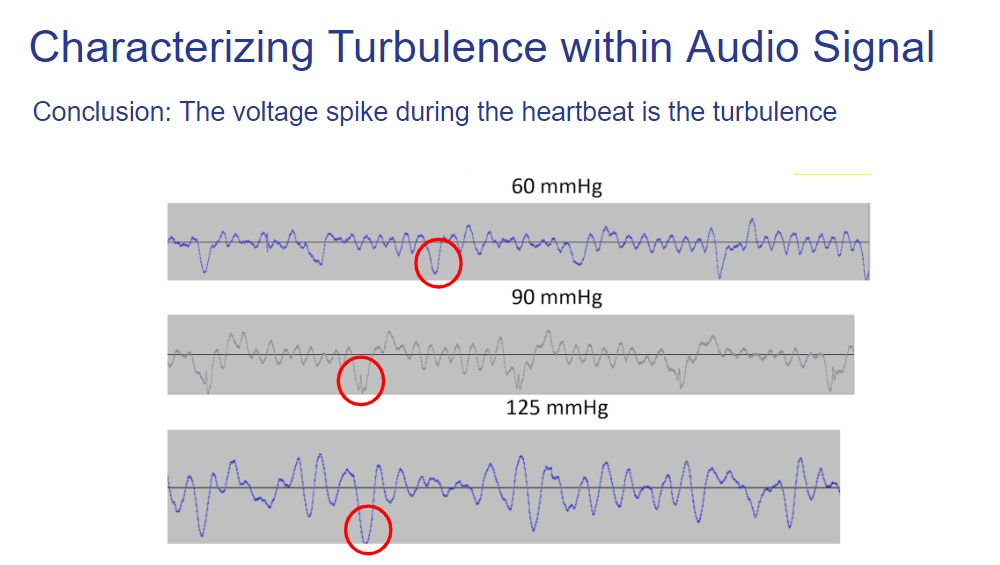 Characterizing Turbulence within Audio Signal
Conclusion: The voltage spike during the heartbeat is the turbulence
60 mmHg
90 mmHg
125 mmHg